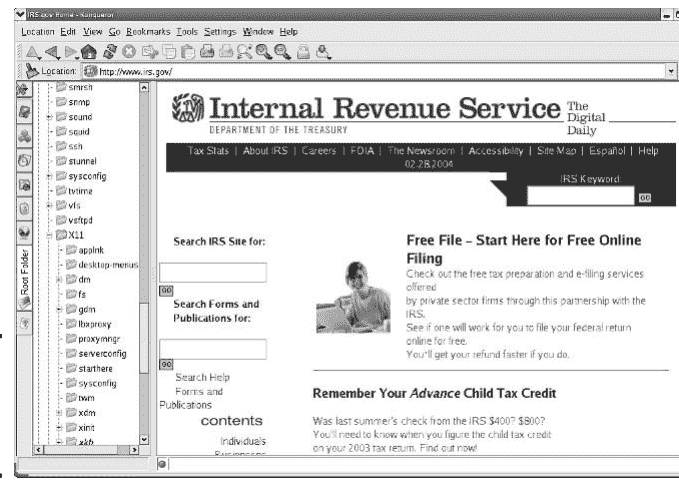 IRS.gov Home - Konqueror
Location Edit View Go Bookmarks Tools Settings Window Help
Location: http://www.irs.gov/
smrsh
snmp
sound
squid
ssh
stunnel
sysconfig
tvtime
vfs
vsftpd
X11
applnk
desktop-menus
dm
fs
gdm
lbxproxy
proxymngr
serverconfig
starthere
sysconfig
twm
xdm
xinit
xkb
Root Folder
Internal Revenue Service
DEPARTMENT OF THE TREASURY
The
Digital
Daily
Tax Stats | About IRS | Careers | FOIA | The Newsroom | Accessibility | Site Map | Español | Help
02.28.2004
IRS Keyword:
GO
Search IRS Site for:
GO
Search Forms and
Publications for:
GO
Search Help
Forms and
Publications
contents
Individuals
Businesses
Free File – Start Here for Free Online
Filing
Check out the free tax preparation and e-filing services
offered
by private sector firms through this partnership with the
IRS.
See if one will work for you to file your federal return
online for free.
You'll get your refund faster if you do.
Remember Your Advance Child Tax Credit
Was last summer's check from the IRS $400? $800?
You'll need to know when you figure the child tax credit
on your 2003 tax return. Find out now!